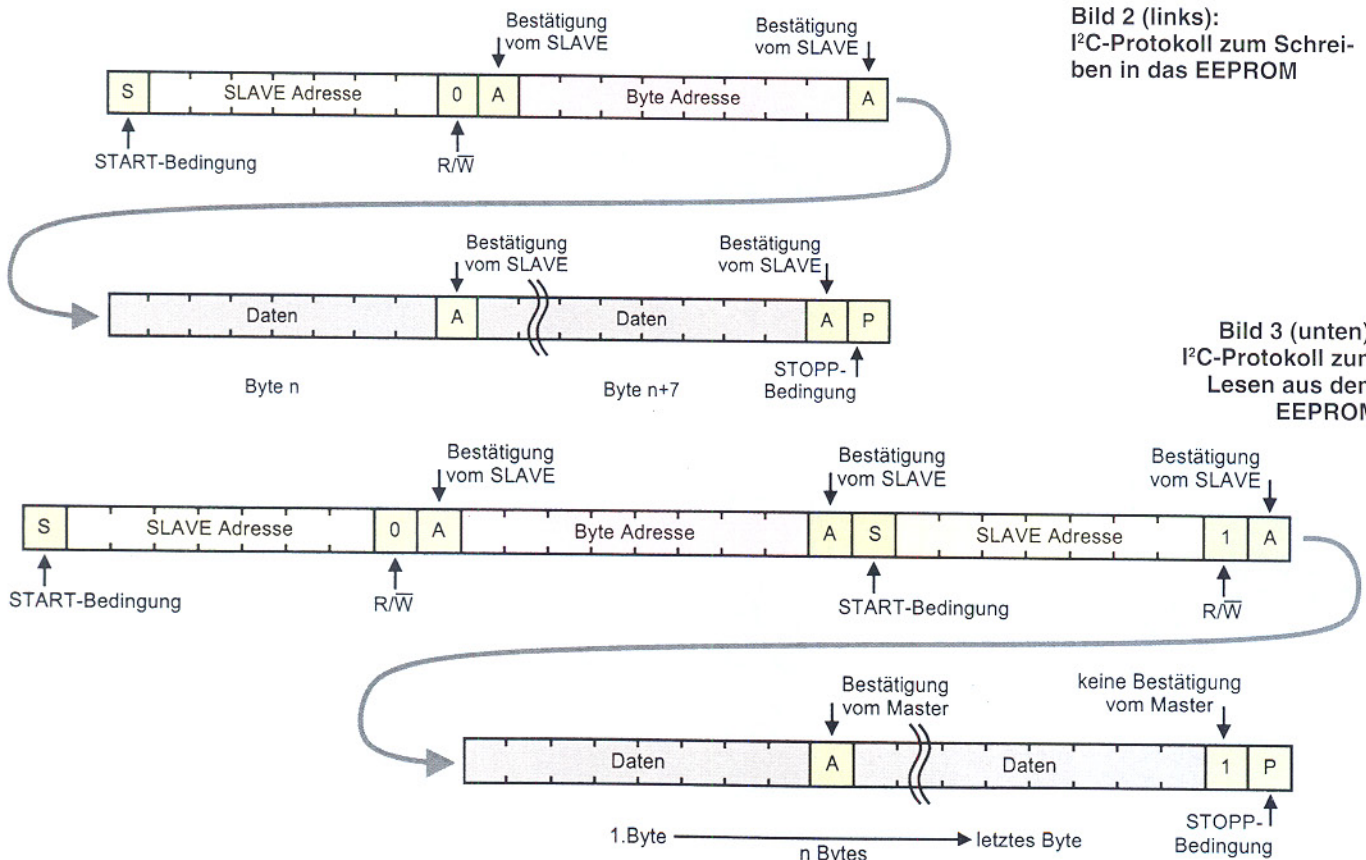 Bild 2 (links):
I²C-Protokoll zum Schrei-
ben in das EEPROM
Bestätigung
vom SLAVE
Bestätigung
vom SLAVE
S SLAVE Adresse 0 A Byte Adresse A
START-Bedingung R/W̅
Bestätigung
vom SLAVE
Bestätigung
vom SLAVE
Daten A Daten A P
Byte n Byte n+7
STOPP-
Bedingung
Bild 3 (unten)
I²C-Protokoll zum
Lesen aus dem
EEPROM
Bestätigung
vom SLAVE
Bestätigung
vom SLAVE
Bestätigung
vom SLAVE
S SLAVE Adresse 0 A Byte Adresse A S SLAVE Adresse 1 A
START-Bedingung R/W̅ START-Bedingung R/W̅
Bestätigung
vom Master
keine Bestätigung
vom Master
Daten A Daten 1 P
1.Byte n Bytes letztes Byte
STOPP-
Bedingung